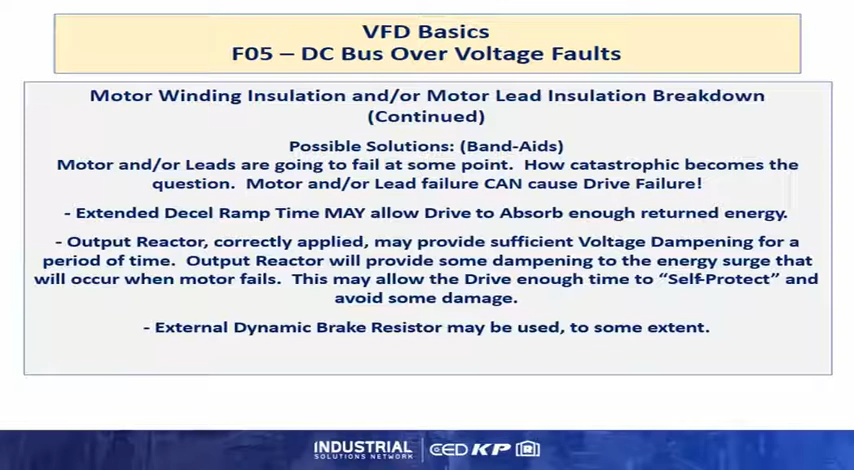 VFD Basics
F05 – DC Bus Over Voltage Faults
Motor Winding Insulation and/or Motor Lead Insulation Breakdown
(Continued)
Possible Solutions: (Band-Aids)
Motor and/or Leads are going to fail at some point. How catastrophic becomes the
question. Motor and/or Lead failure CAN cause Drive Failure!
- Extended Decel Ramp Time MAY allow Drive to Absorb enough returned energy.
- Output Reactor, correctly applied, may provide sufficient Voltage Dampening for a
period of time. Output Reactor will provide some dampening to the energy surge that
will occur when motor fails. This may allow the Drive enough time to “Self-Protect” and
avoid some damage.
- External Dynamic Brake Resistor may be used, to some extent.
INDUSTRIAL
SOLUTIONS NETWORK
CED KP R